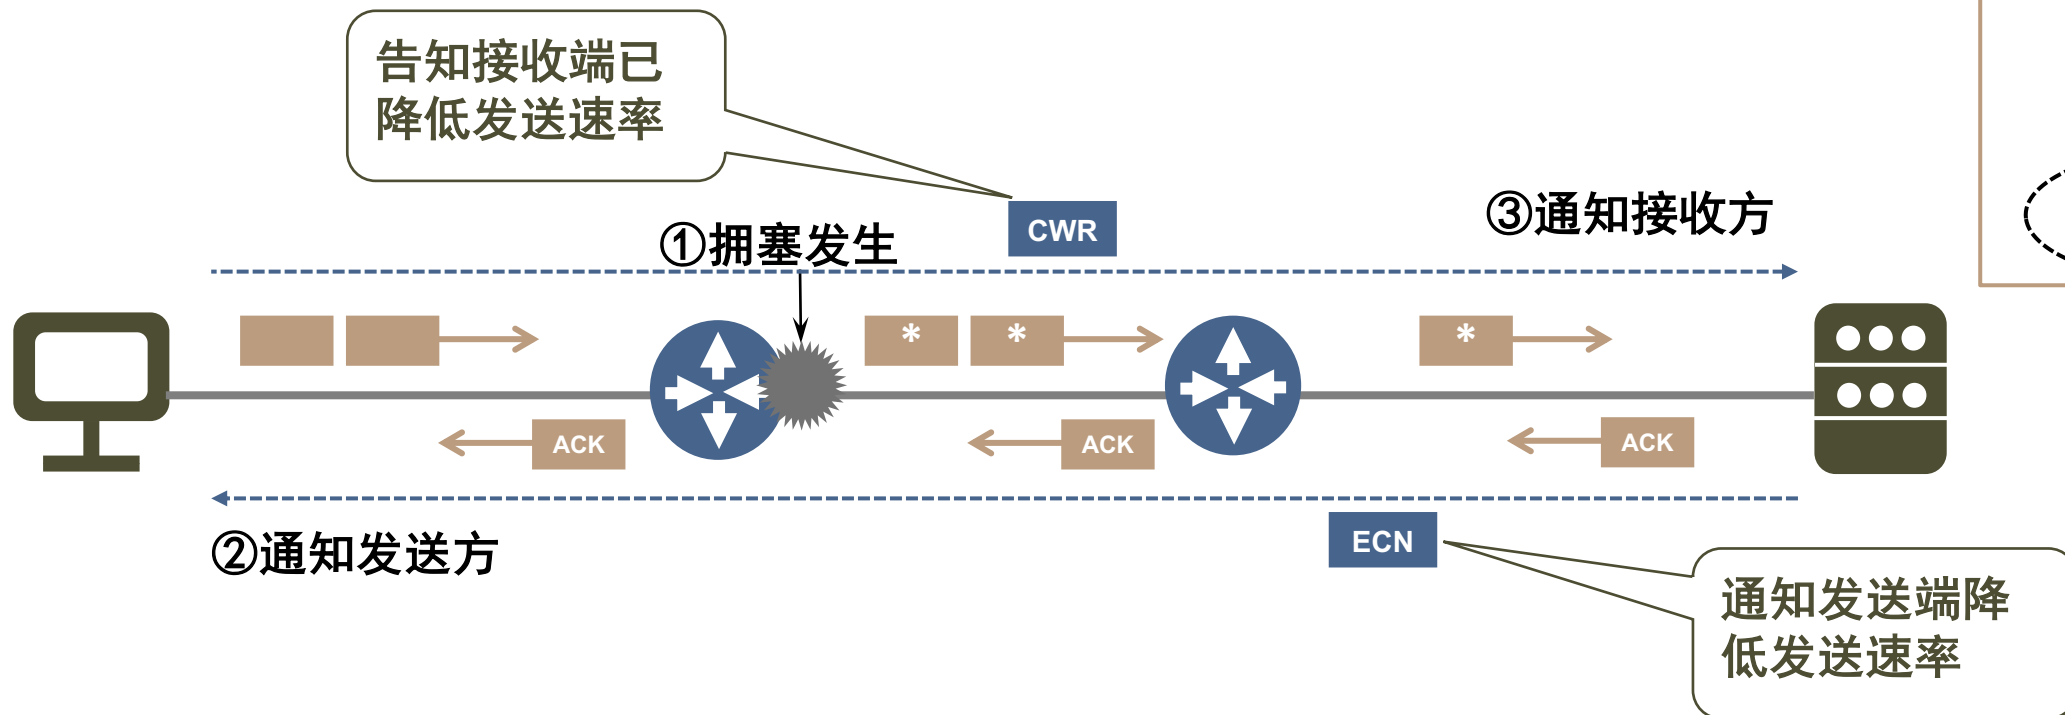 告知接收端已
降低发送速率
CWR
③通知接收方
①拥塞发生
* * *
ACK ACK ACK
②通知发送方
ECN
通知发送端降
低发送速率